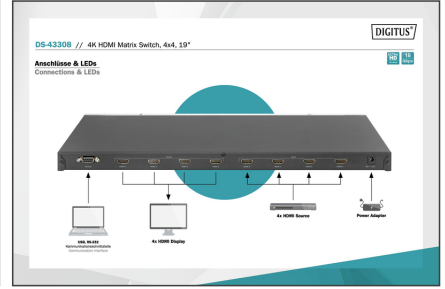 DIGITUS®
DS-43308 // 4K HDMI Matrix Switch, 4x4, 19"
Anschlüsse & LEDs
Connections & LEDs
HD
18
Gbps
4x HDMI Display
4x HDMI Source
Power Adapter
USB, RS-232
Kommunikationsschnittstelle
Communication interface